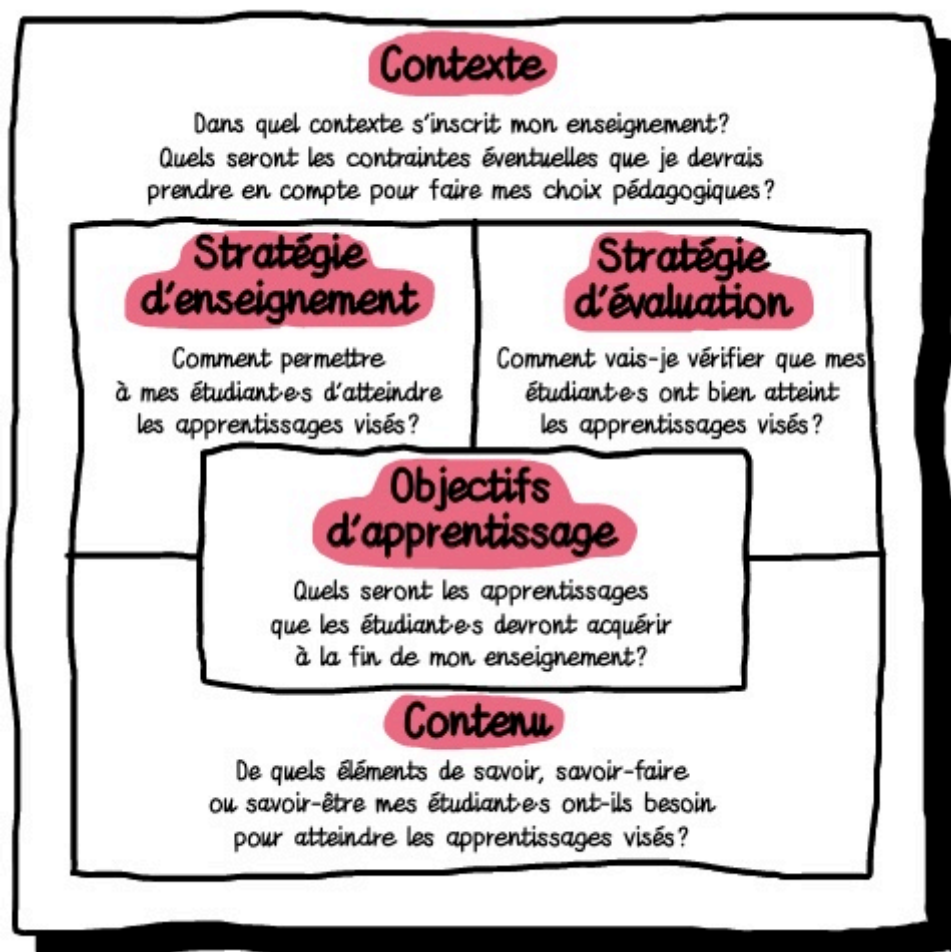 Contexte
Dans quel contexte s'inscrit mon enseignement?
Quels seront les contraintes éventuelles que je devrais
prendre en compte pour faire mes choix pédagogiques?
Stratégie
d'enseignement
Comment permettre
à mes étudiant·e·s d'atteindre
les apprentissages visés?
Stratégie
d'évaluation
Comment vais-je vérifier que mes
étudiant·e·s ont bien atteint
les apprentissages visés?
Objectifs
d'apprentissage
Quels seront les apprentissages
que les étudiant·e·s devront acquérir
à la fin de mon enseignement?
Contenu
De quels éléments de savoir, savoir-faire
ou savoir-être mes étudiant·e·s ont-ils besoin
pour atteindre les apprentissages visés?